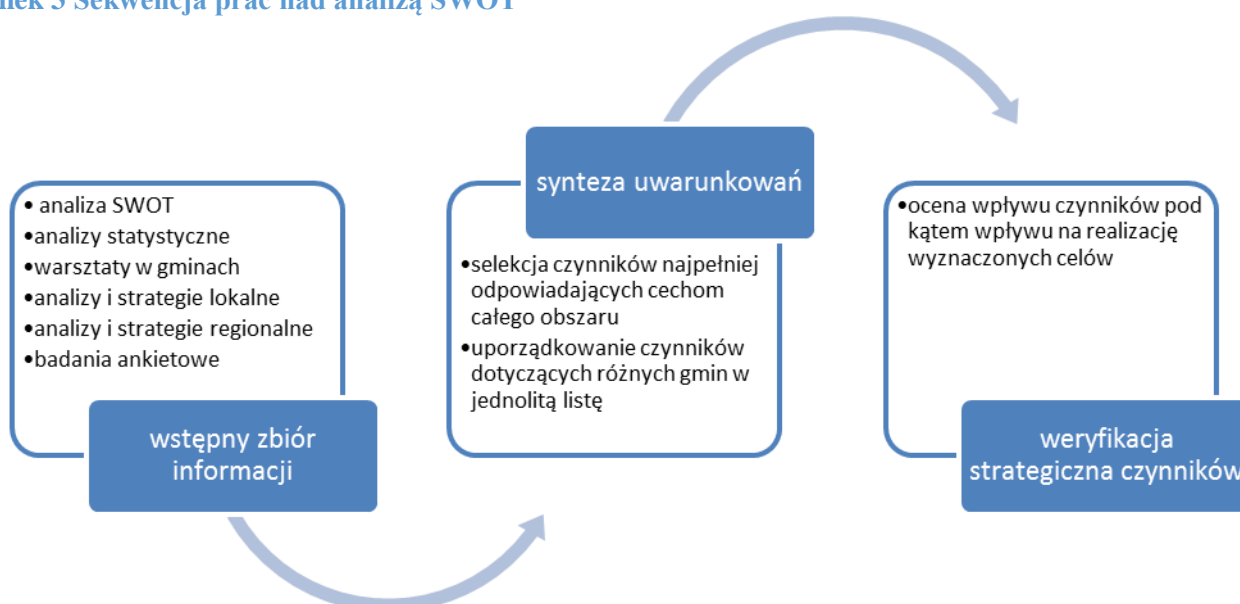 5 Sekwencja prac nad analizą SWOT
• analiza SWOT
•analizy statystyczne
•warsztaty w gminach
•analizy i strategie lokalne
•analizy i strategie regionalne
•badania ankietowe
wstępny zbiór
informacji
synteza uwarunkowań
•selekcja czynników najpełniej
odpowiadających cechom
całego obszaru
•uporządkowanie czynników
dotyczących różnych gmin w
jednolitą listę
•ocena wpływu czynników pod
kątem wpływu na realizację
wyznaczonych celów
weryfikacja
strategiczna czynników